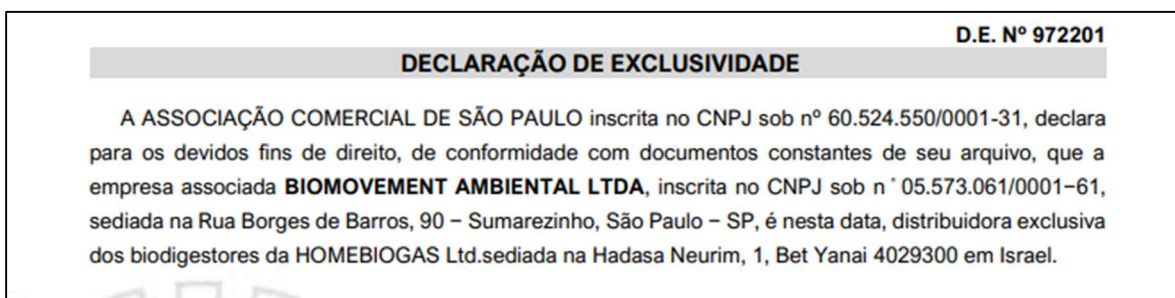 D.E. Nº 972201
DECLARAÇÃO DE EXCLUSIVIDADE
A ASSOCIAÇÃO COMERCIAL DE SÃO PAULO inscrita no CNPJ sob nº 60.524.550/0001-31, declara
para os devidos fins de direito, de conformidade com documentos constantes de seu arquivo, que a
empresa associada BIOMOVEMENT AMBIENTAL LTDA, inscrita no CNPJ sob n ° 05.573.061/0001−61,
sediada na Rua Borges de Barros, 90 − Sumarezinho, São Paulo − SP, é nesta data, distribuidora exclusiva
dos biodigestores da HOMEBIOGAS Ltd.sediada na Hadasa Neurim, 1, Bet Yanai 4029300 em Israel.